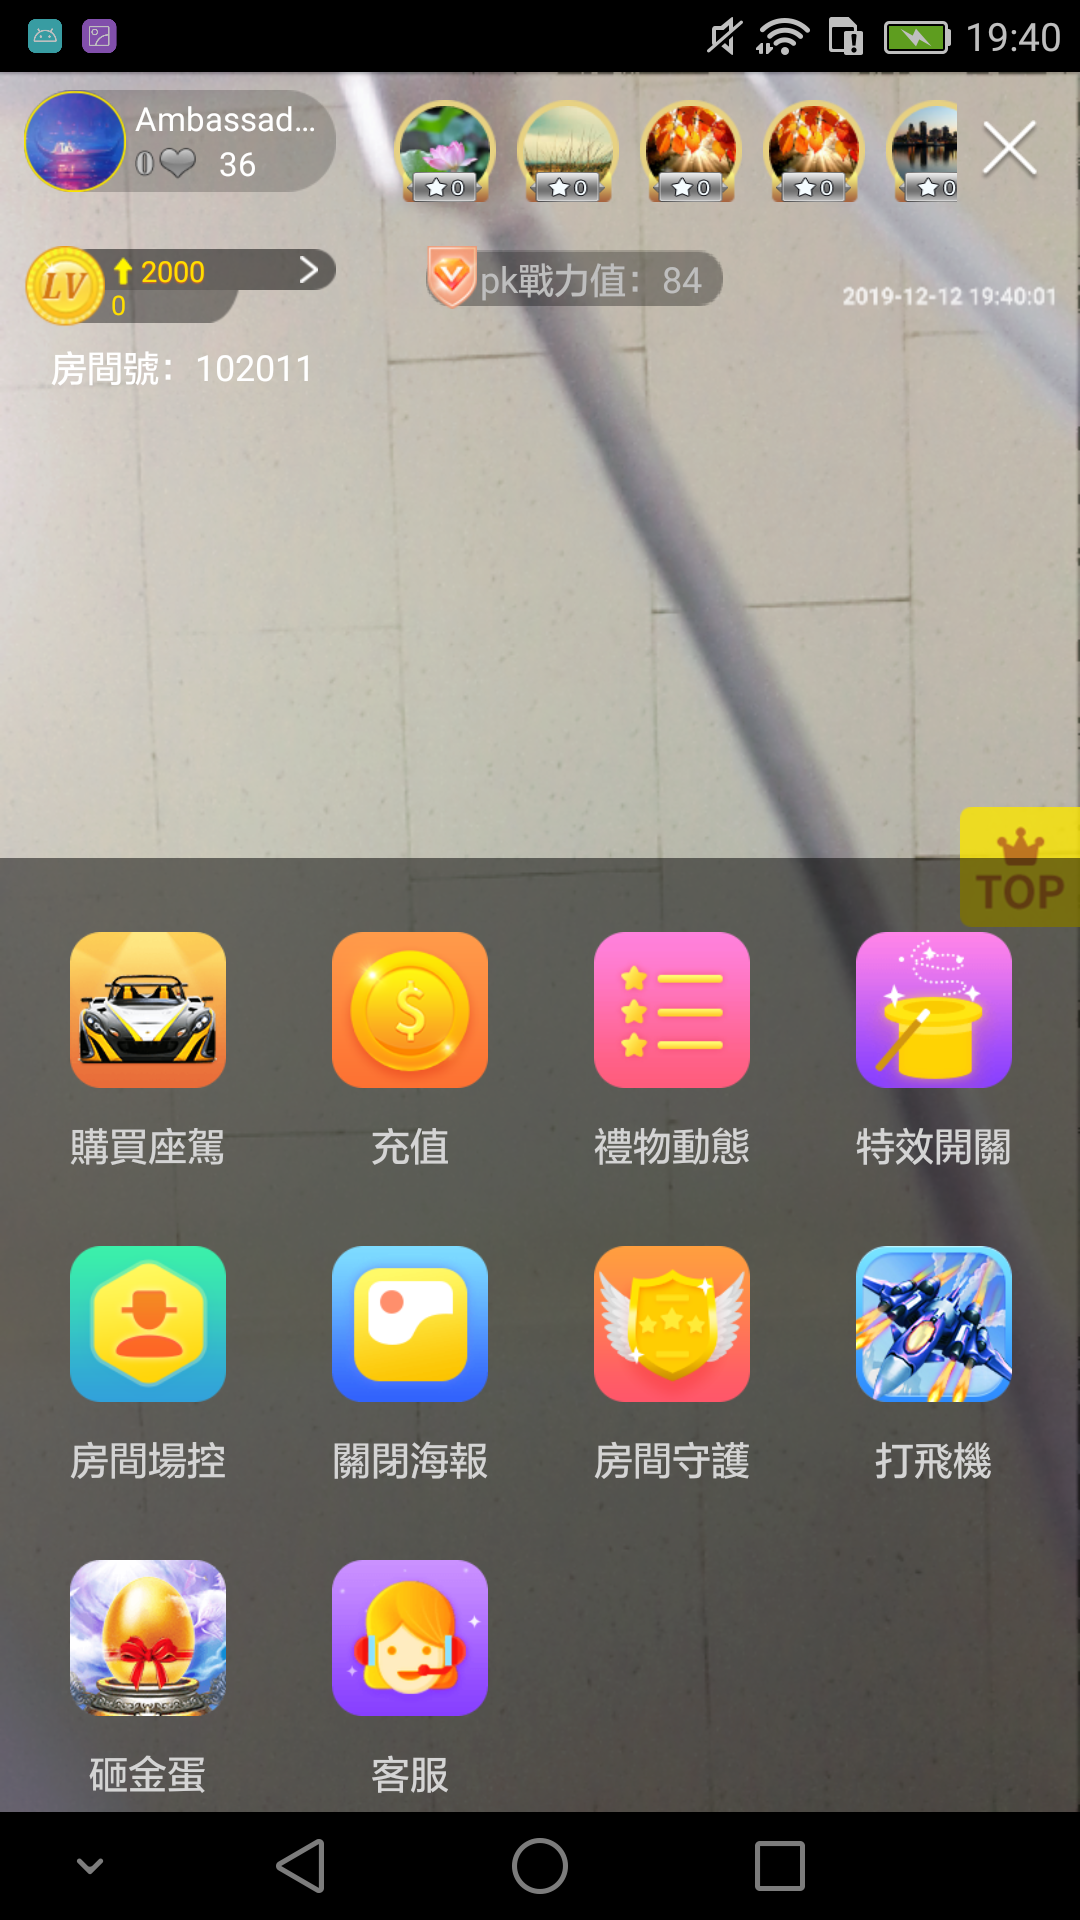 19:40
Ambassad...
0 36
0 0 0 0 0
LV 2000
0
pk戰力值：84
2019-12-12 19:40:01
房間號：102011
TOP
購買座駕 充值 禮物動態 特效開關
房間場控 關閉海報 房間守護 打飛機
砸金蛋 客服